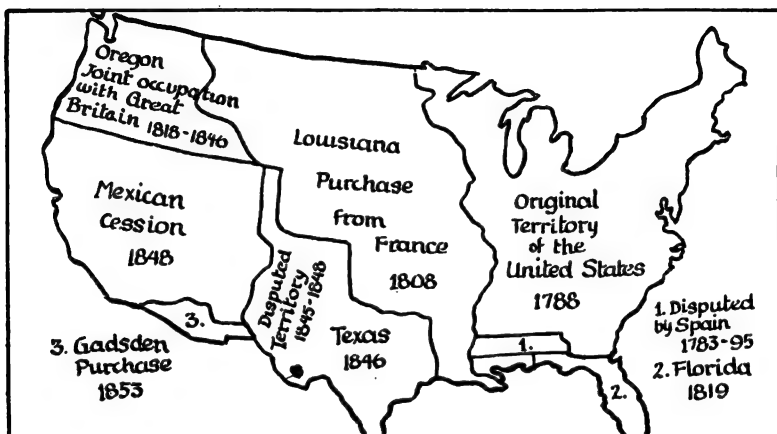 Oregon
Joint occupation
with Great
Britain 1818-1846
Louisiana
Purchase
from
France
1808
Original
Territory
of the
United States
1788
Mexican
Cession
1848
Disputed
Territory
1845-1848
Texas
1846
1.
2.
3.
1. Disputed
by Spain
1783-95
2. Florida
1819
3. Gadsden
Purchase
1853